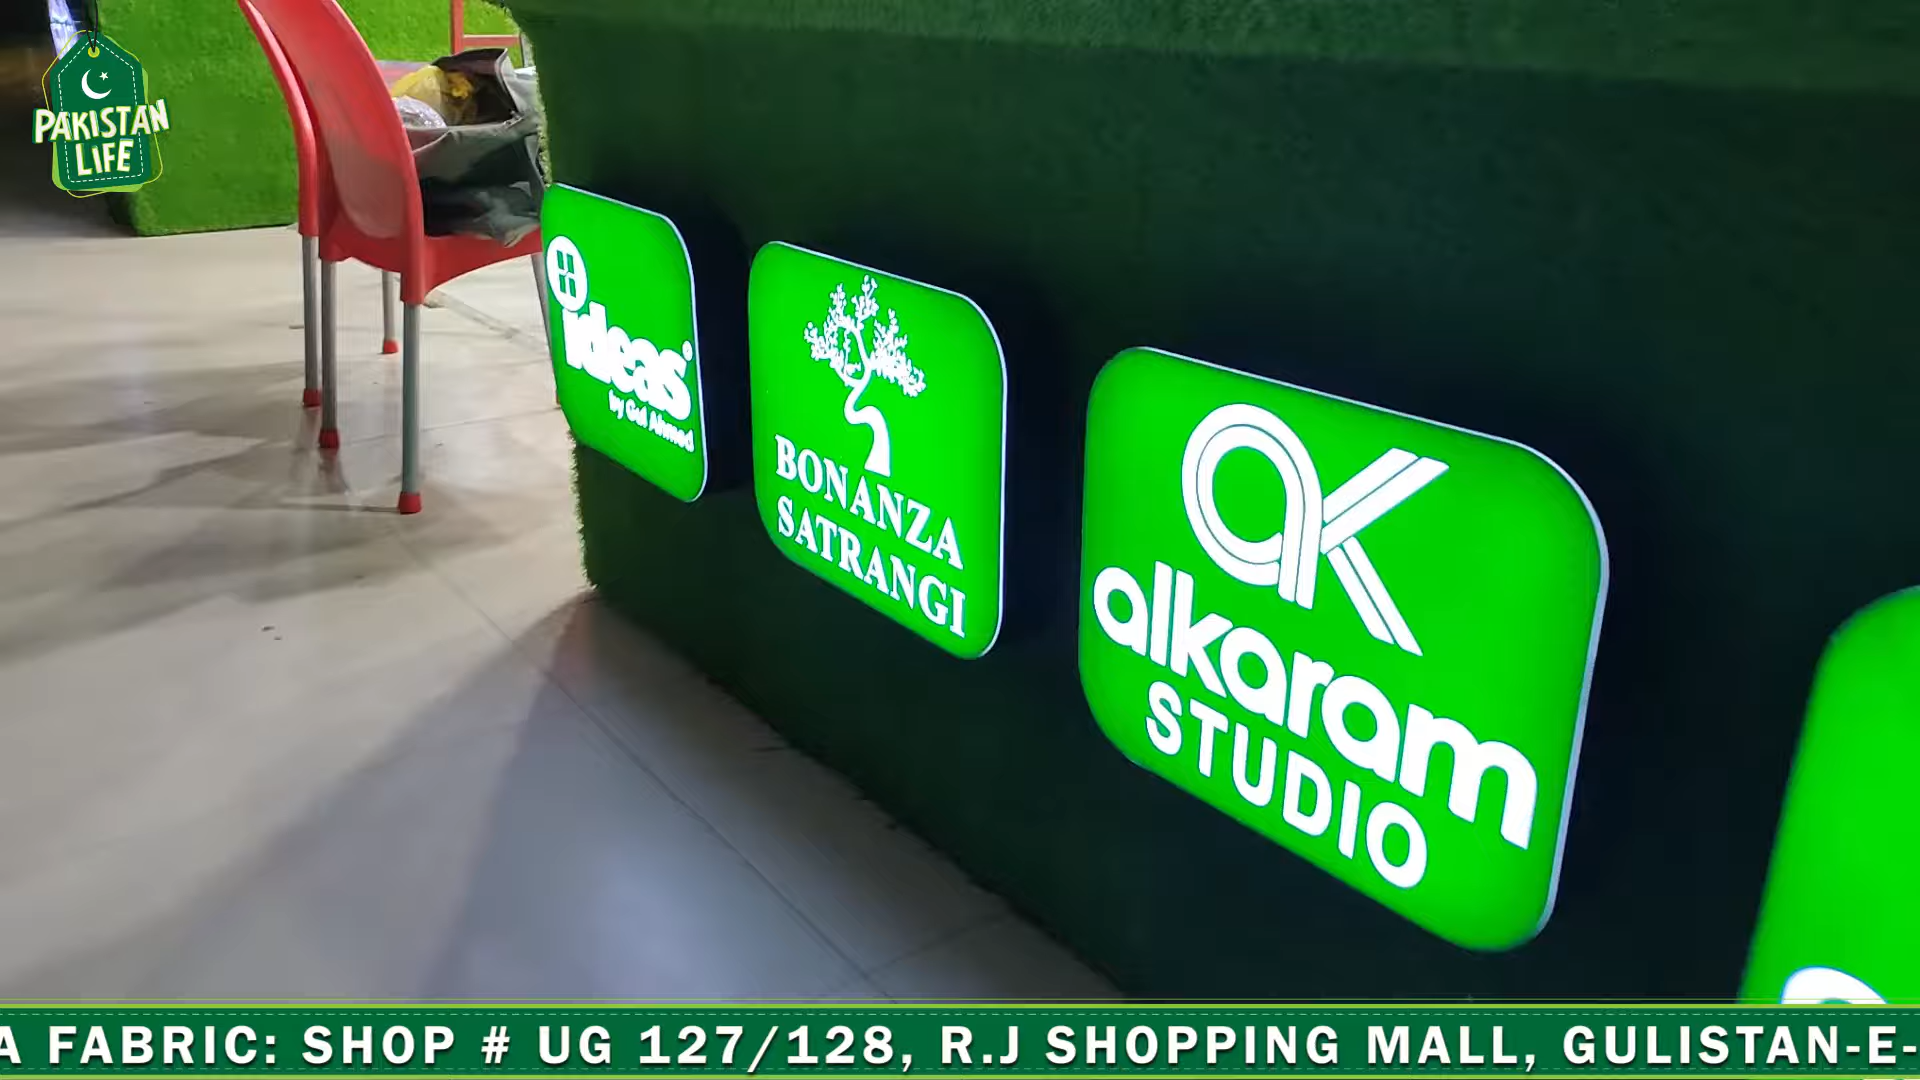 PAKISTAN
LIFE
ideas
by Gul Ahmed
BONANZA
SATRANGI
alkaram
STUDIO
FABRIC: SHOP # UG 127/128, R.J SHOPPING MALL, GULISTAN-E-